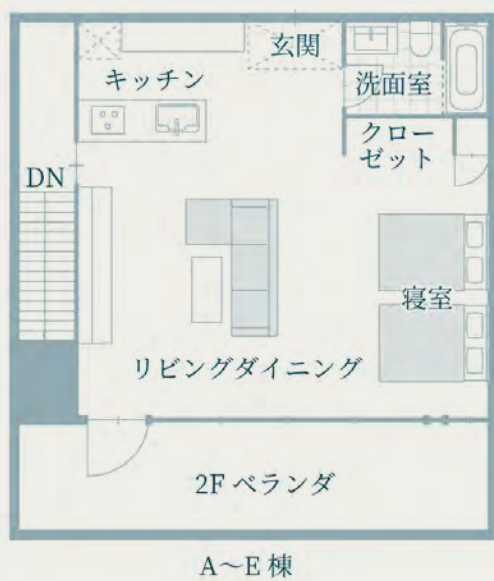 玄関
キッチン
洗面室
クロー
ゼット
DN
寝室
リビングダイニング
2F ベランダ
A〜E 棟